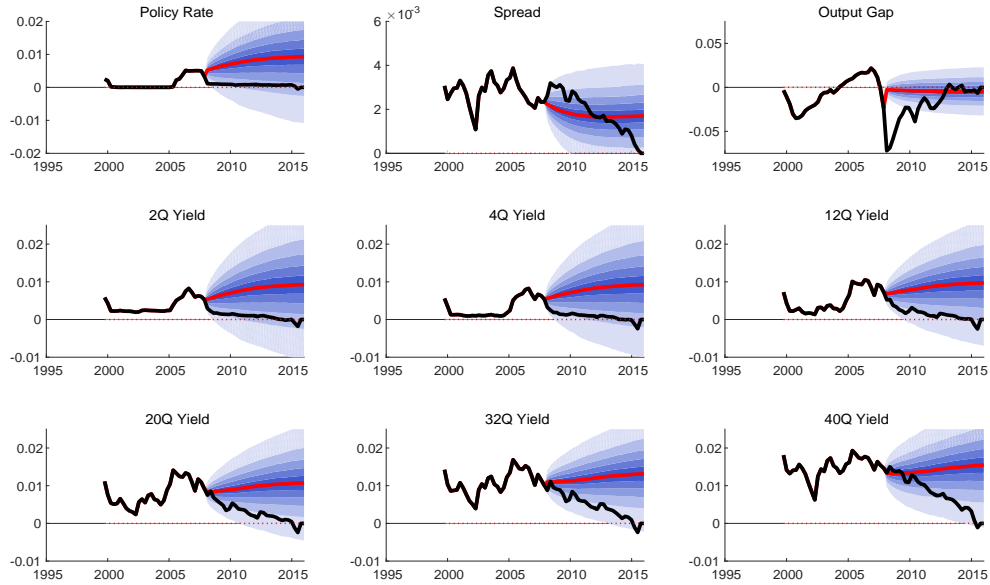 Policy Rate Spread Output Gap
0.02 6 ×10⁻³ 0.05
0.01 4
0 2 0
-0.01 -0.05
-0.02 0
1995 2000 2005 2010 2015 1995 2000 2005 2010 2015 1995 2000 2005 2010 2015
2Q Yield 4Q Yield 12Q Yield
0.02 0.02 0.02
0.01 0.01 0.01
0 0 0
-0.01 -0.01 -0.01
1995 2000 2005 2010 2015 1995 2000 2005 2010 2015 1995 2000 2005 2010 2015
20Q Yield 32Q Yield 40Q Yield
0.02 0.02 0.02
0.01 0.01 0.01
0 0 0
-0.01 -0.01 -0.01
1995 2000 2005 2010 2015 1995 2000 2005 2010 2015 1995 2000 2005 2010 2015